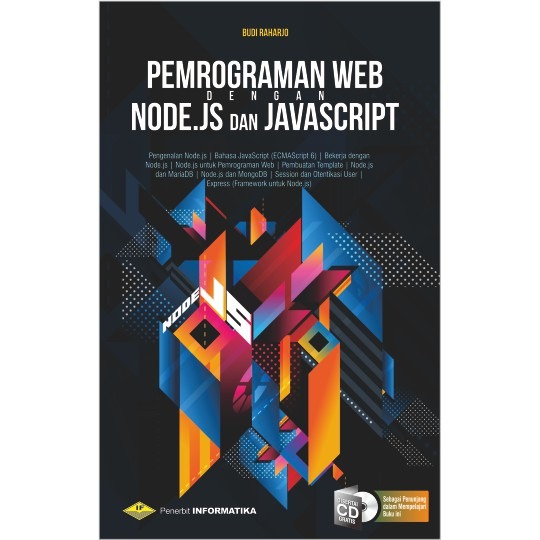 BUDI RAHARJO
PEMROGRAMAN WEB
DENGAN
NODE.JS DAN JAVASCRIPT
Pengenalan Node.js | Bahasa JavaScript (ECMAScript 6) | Bekerja dengan
Node.js | Node.js untuk Pemrograman Web | Pembuatan Template | Node.js
dan MariaDB | Node.js dan MongoDB | Session dan Otentikasi User |
Express (Framework untuk Node.js)
NODE JS
IF
Penerbit INFORMATIKA
DISERTAI
CD
GRATIS
Sebagai Penunjang
dalam Mempelajari
Buku ini